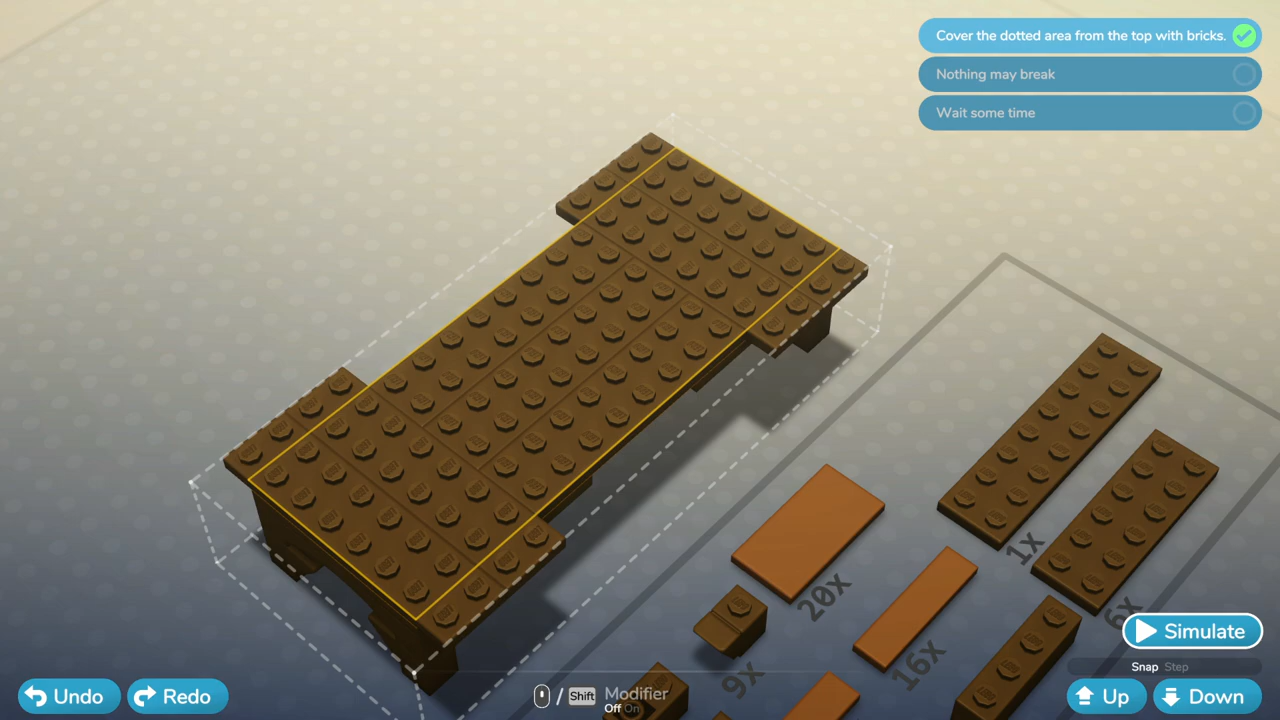 Cover the dotted area from the top with bricks.
Nothing may break
Wait some time
1x
6x
20x
16x
9x
Simulate
Snap Step
Undo
Redo
/ Shift Modifier
Off On
Up
Down